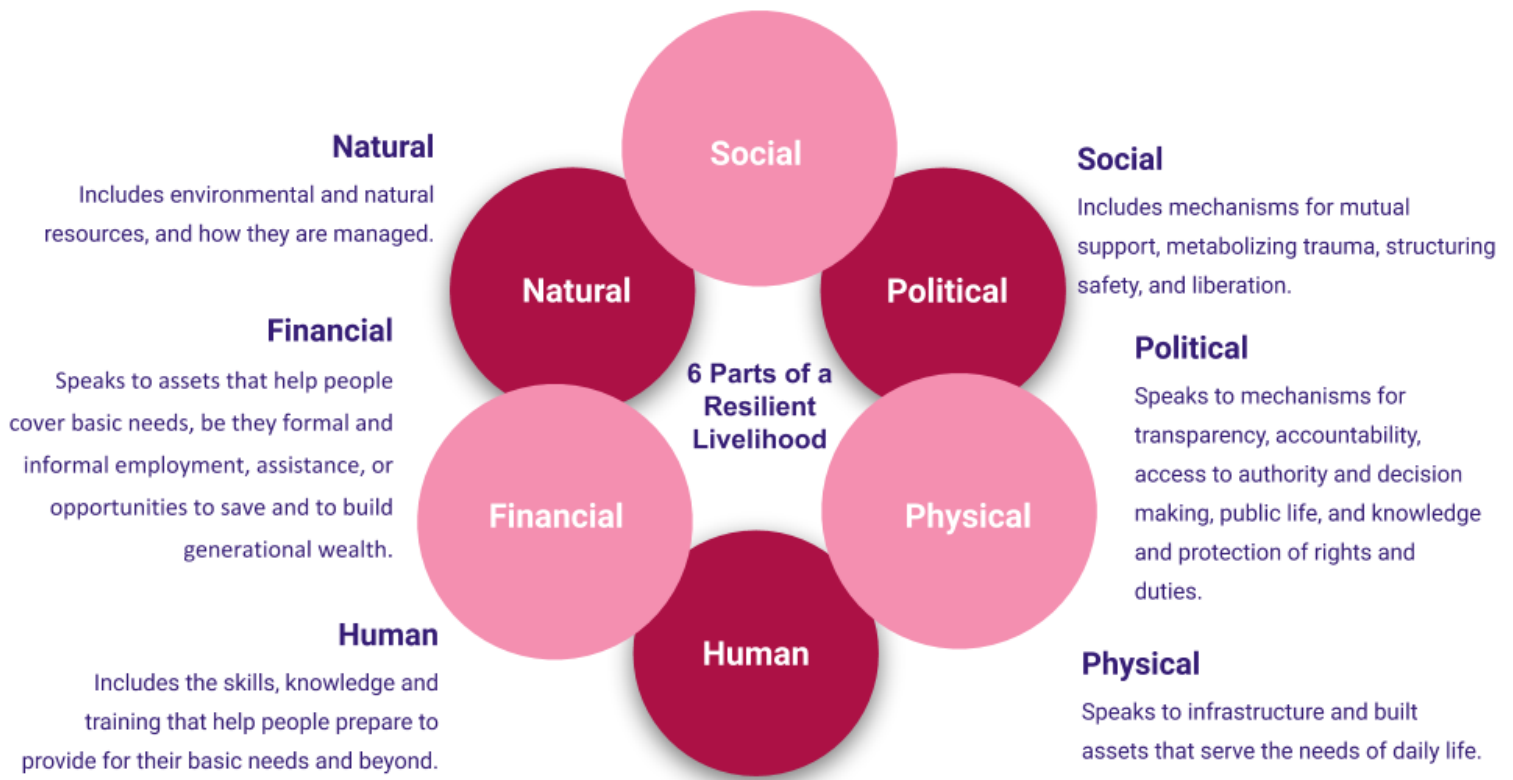 Social
Natural
Political
6 Parts of a
Resilient
Livelihood
Financial
Physical
Human
Natural
Includes environmental and natural
resources, and how they are managed.
Financial
Speaks to assets that help people
cover basic needs, be they formal and
informal employment, assistance, or
opportunities to save and to build
generational wealth.
Human
Includes the skills, knowledge and
training that help people prepare to
provide for their basic needs and beyond.
Social
Includes mechanisms for mutual
support, metabolizing trauma, structuring
safety, and liberation.
Political
Speaks to mechanisms for
transparency, accountability,
access to authority and decision
making, public life, and knowledge
and protection of rights and
duties.
Physical
Speaks to infrastructure and built
assets that serve the needs of daily life.